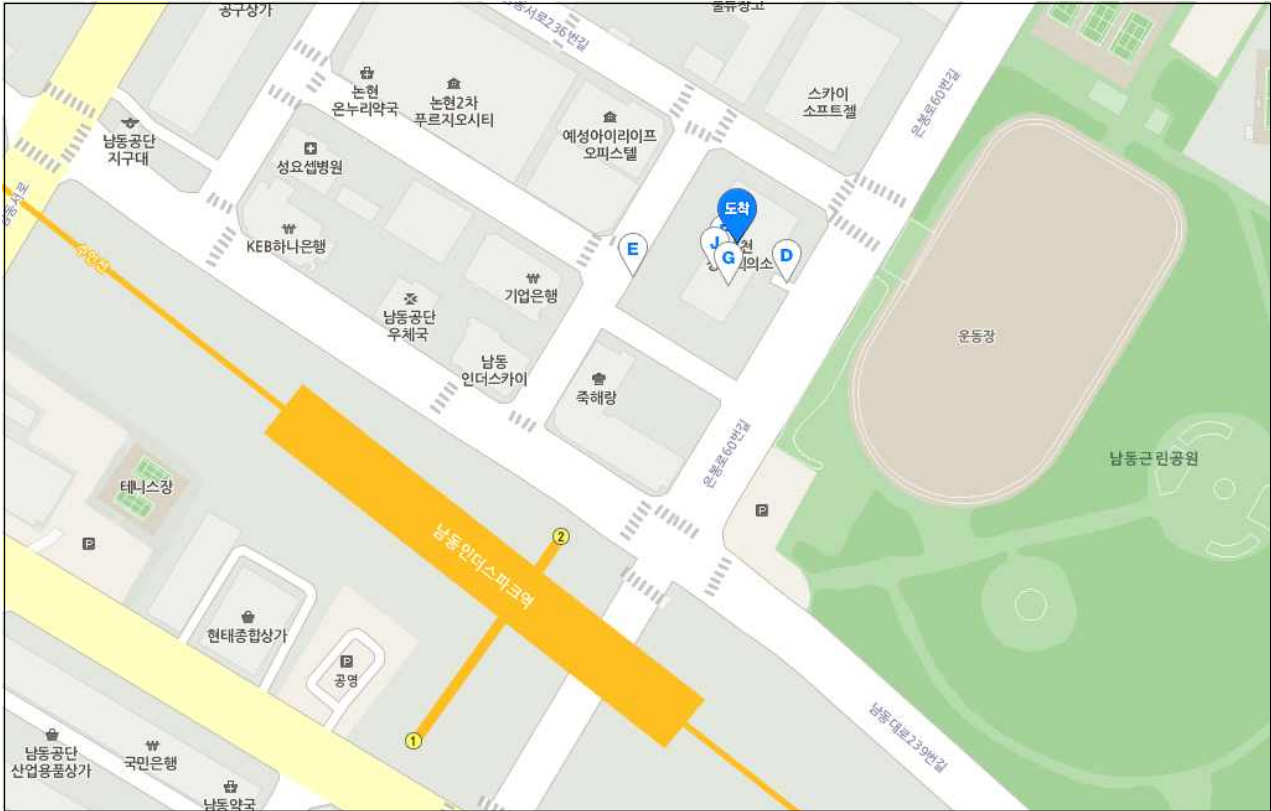 공구상가
남동서로236번길
물류창고
논현
온누리약국
논현2차
푸르지오시티
예성아이리이프
오피스텔
스카이
소프트젤
은봉로60번길
남동공단
지구대
성요셉병원
남동서로
수인선
KEB하나은행
도착
E
J
G
D
기업은행
남동공단
우체국
남동
인더스카이
죽해랑
운동장
은봉로60번길
남동근린공원
테니스장
P
P
2
남동인더스파크역
현태종합상가
P
공영
1
남동대로239번길
남동공단
산업용품상가
국민은행
남동약국